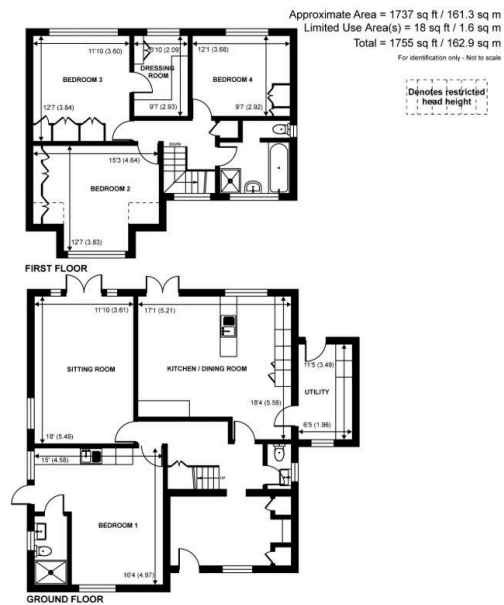 Approximate Area = 1737 sq ft / 161.3 sq m
Limited Use Area(s) = 18 sq ft / 1.6 sq m
Total = 1755 sq ft / 162.9 sq m
For identification only - Not to scale
Denotes restricted
head height
11'10 (3.60)
BEDROOM 3
12'7 (3.84)
(2.09)
DRESSING
ROOM
9'7 (2.93)
12'1 (3.68)
BEDROOM 4
9'7 (2.92)
DOWN
15'3 (4.64)
BEDROOM 2
12'7 (3.83)
FIRST FLOOR
11'10 (3.61)
SITTING ROOM
18' (5.49)
17'1 (5.21)
KITCHEN / DINING ROOM
18'4 (5.58)
11'5 (3.49)
UTILITY
6'5 (1.96)
15' (4.58)
BEDROOM 1
16'4 (4.97)
UP
GROUND FLOOR